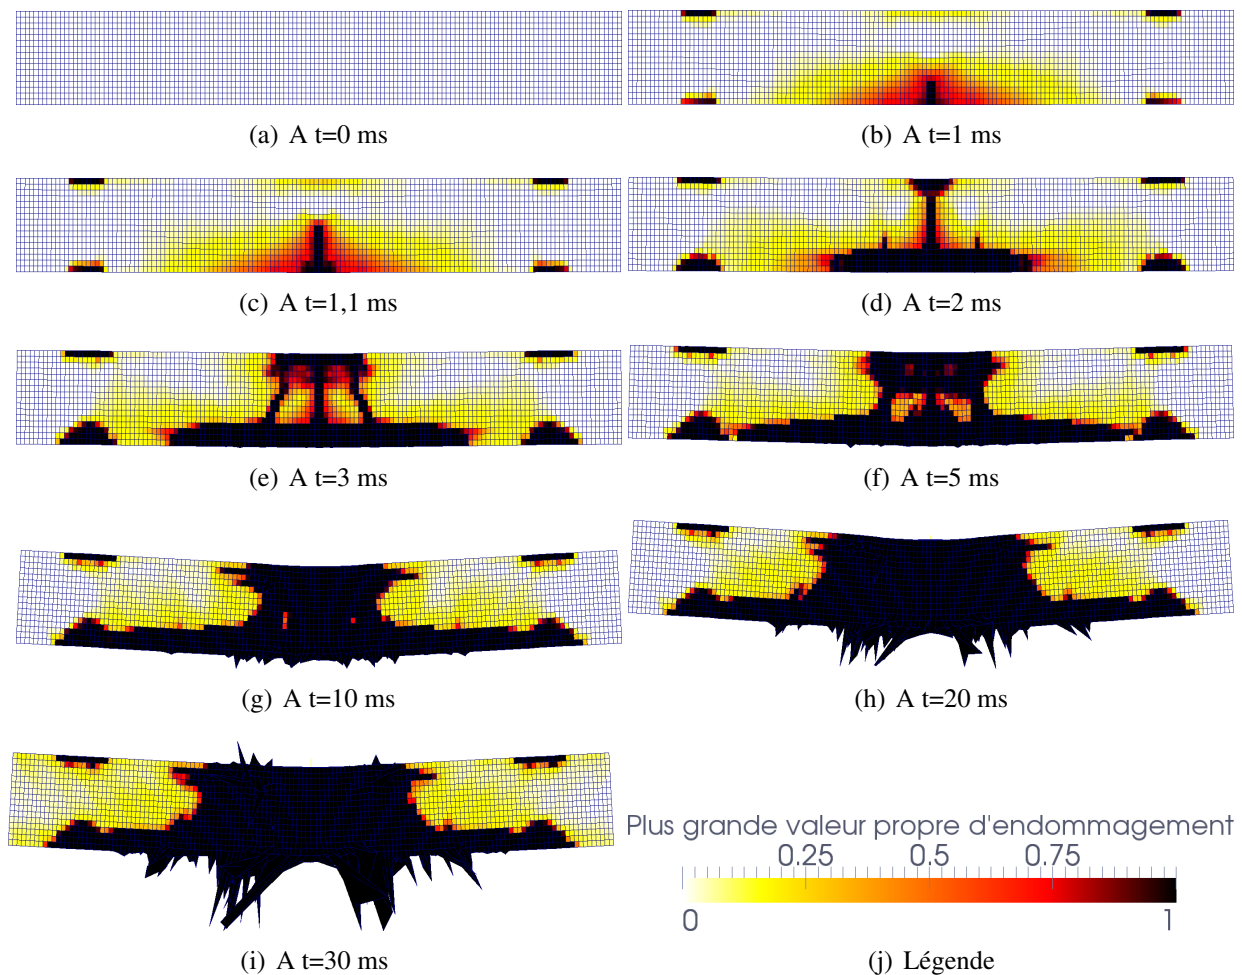 (a) A t=0 ms
(b) A t=1 ms
(c) A t=1,1 ms
(d) A t=2 ms
(e) A t=3 ms
(f) A t=5 ms
(g) A t=10 ms
(h) A t=20 ms
Plus grande valeur propre d'endommagement
0.25 0.5 0.75
0 1
(i) A t=30 ms
(j) Légende